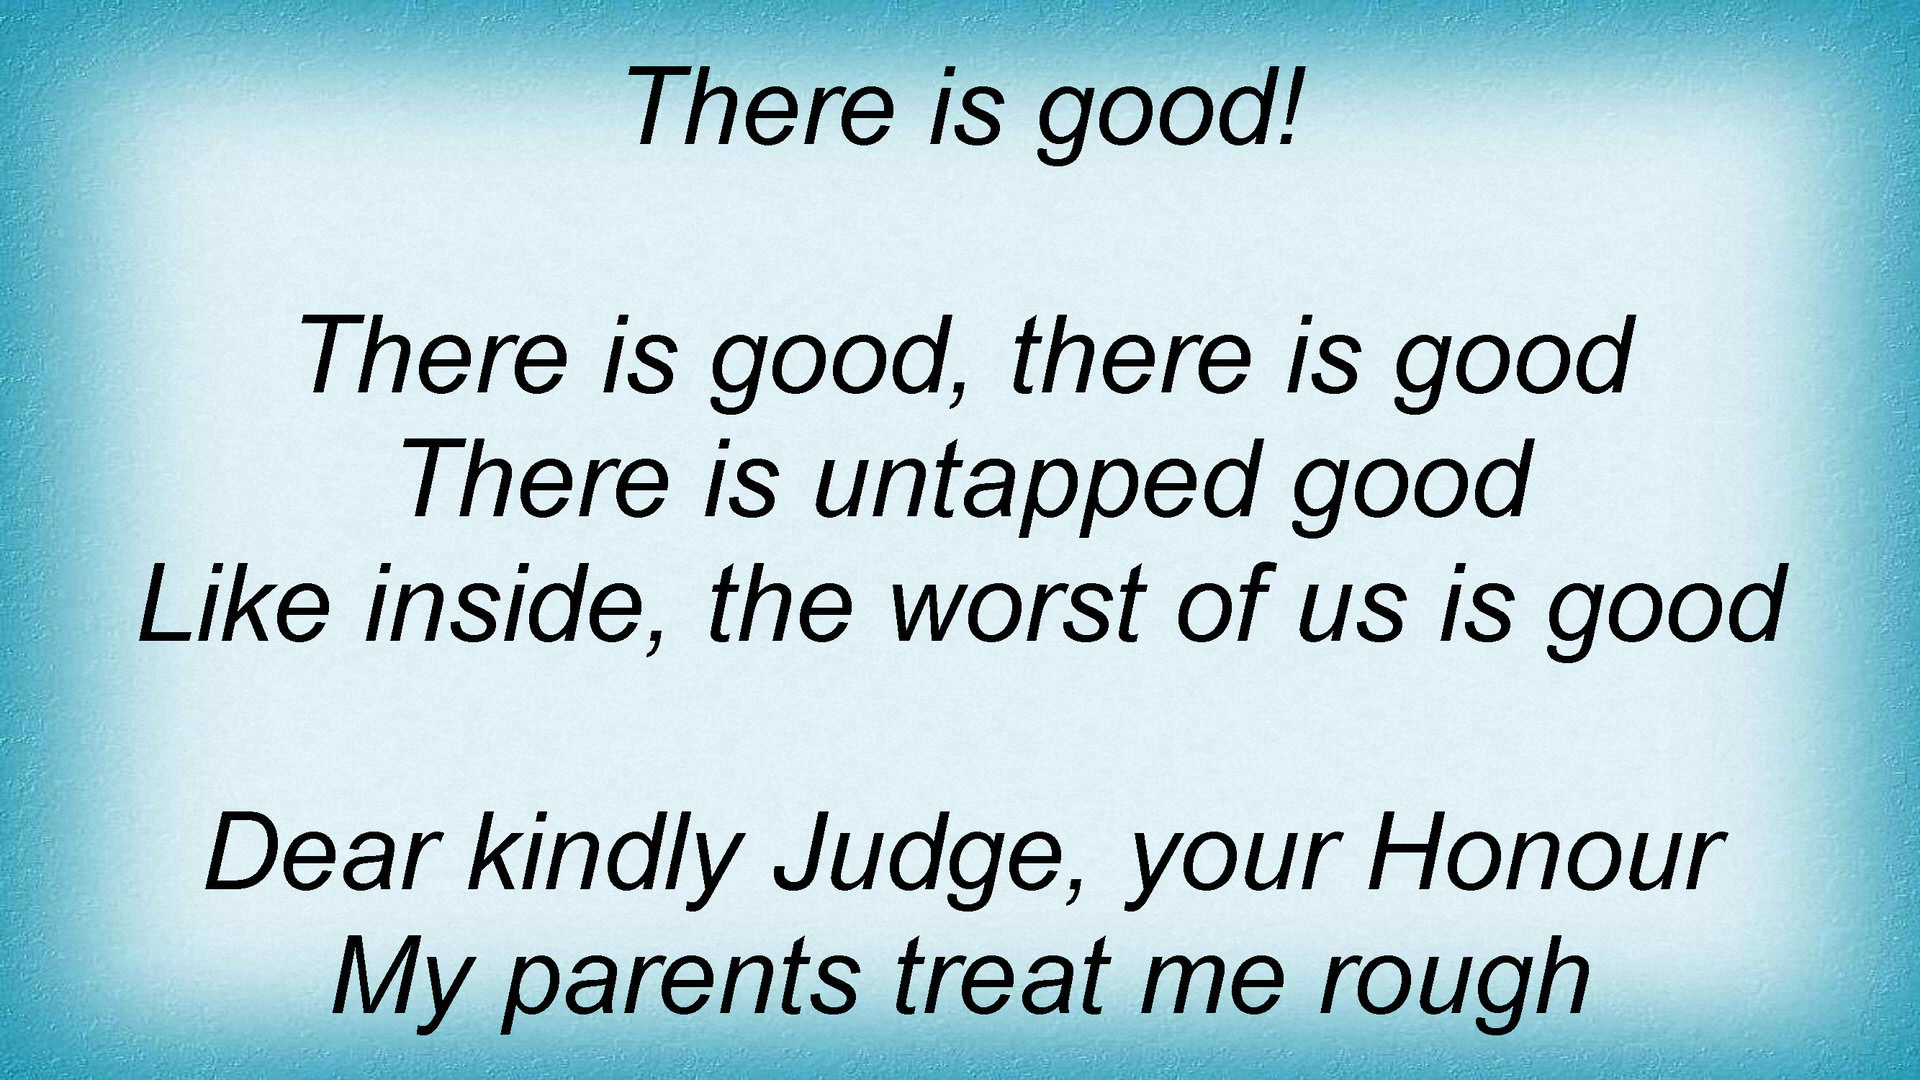 There is good!
There is good, there is good
There is untapped good
Like inside, the worst of us is good
Dear kindly Judge, your Honour
My parents treat me rough